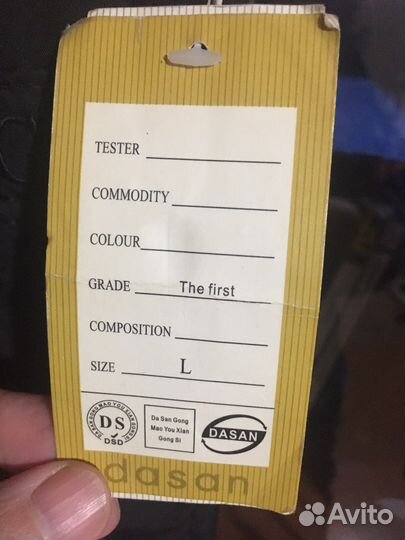 TESTER
COMMODITY
COLOUR
GRADE The first
COMPOSITION
SIZE L
DS
DSD
Da San Gong
Mao You Xian
Gong Si
DASAN
dasan
Avito